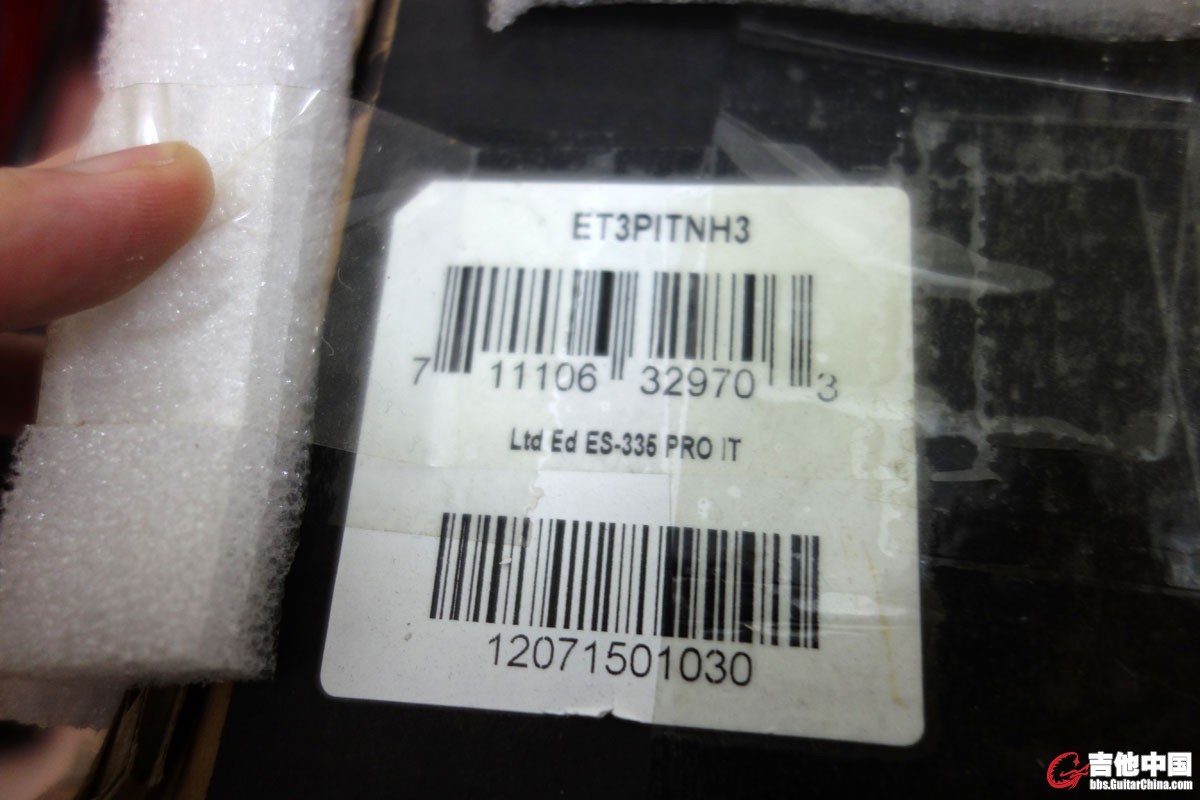 ET3PITNH3
7 11106 32970 3
Ltd Ed ES-335 PRO IT
12071501030
吉他中国
bbs.GuitarChina.com